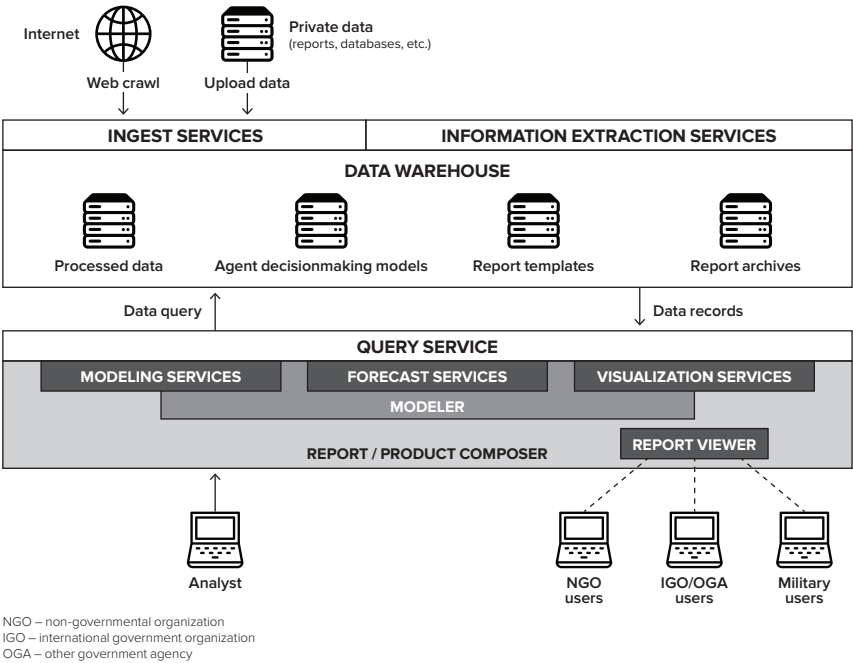 Internet
Private data
(reports, databases, etc.)
Web crawl
Upload data
INGEST SERVICES
INFORMATION EXTRACTION SERVICES
DATA WAREHOUSE
Processed data
Agent decisionmaking models
Report templates
Report archives
Data query
Data records
QUERY SERVICE
MODELING SERVICES
FORECAST SERVICES
VISUALIZATION SERVICES
MODELER
REPORT / PRODUCT COMPOSER
REPORT VIEWER
Analyst
NGO
users
IGO/OGA
users
Military
users
NGO – non-governmental organization
IGO – international government organization
OGA – other government agency